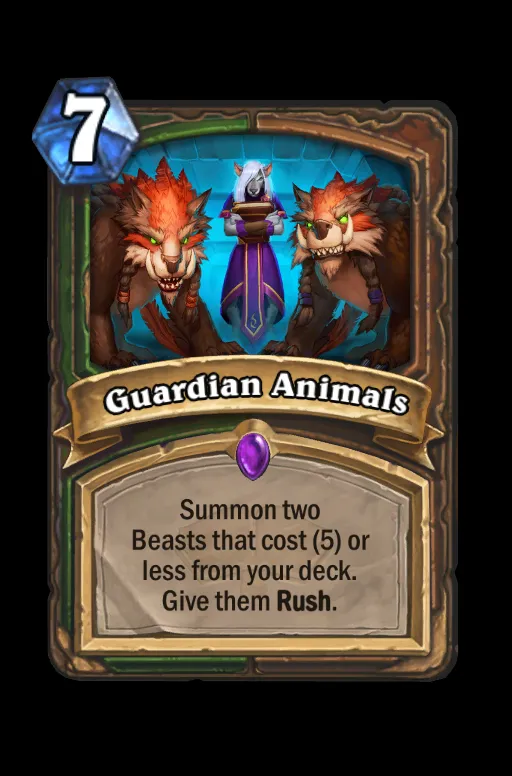 7
Guardian Animals
Summon two
Beasts that cost (5) or
less from your deck.
Give them Rush.